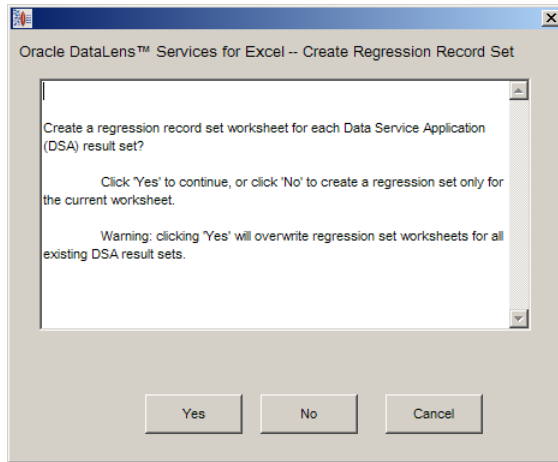 Oracle DataLens™ Services for Excel -- Create Regression Record Set
Create a regression record set worksheet for each Data Service Application
(DSA) result set?
Click 'Yes' to continue, or click 'No' to create a regression set only for
the current worksheet.
Warning: clicking 'Yes' will overwrite regression set worksheets for all
existing DSA result sets.
Yes
No
Cancel